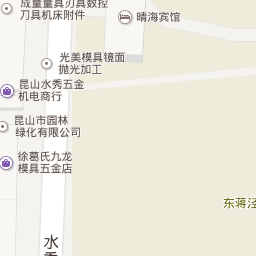 成量量具刃具数控
刀具机床附件
晴海宾馆
光美模具镜面
抛光加工
昆山水秀五金
机电商行
昆山市园林
绿化有限公司
徐葛氏九龙
模具五金店
东蒋泾
水
秀